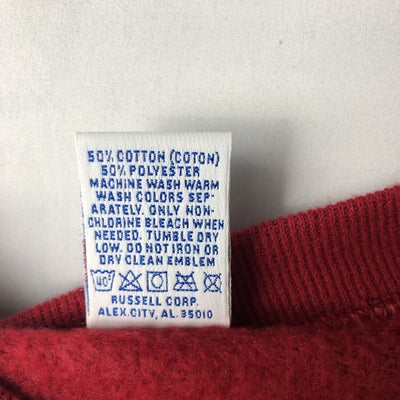 50% COTTON (COTON)
50% POLYESTER
MACHINE WASH WARM
WASH COLORS SEP-
ARATELY. ONLY NON-
CHLORINE BLEACH WHEN
NEEDED. TUMBLE DRY
LOW. DO NOT IRON OR
DRY CLEAN EMBLEM
40°
RUSSELL CORP.
ALEX.CITY, AL. 35010